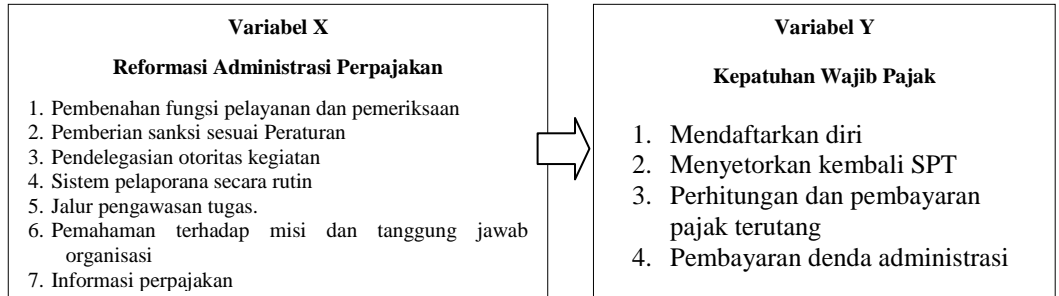 Variabel X
Reformasi Administrasi Perpajakan
1. Pembenahan fungsi pelayanan dan pemeriksaan
2. Pemberian sanksi sesuai Peraturan
3. Pendelegasian otoritas kegiatan
4. Sistem pelaporana secara rutin
5. Jalur pengawasan tugas.
6. Pemahaman terhadap misi dan tanggung jawab
organisasi
7. Informasi perpajakan
Variabel Y
Kepatuhan Wajib Pajak
1. Mendaftarkan diri
2. Menyetorkan kembali SPT
3. Perhitungan dan pembayaran
pajak terutang
4. Pembayaran denda administrasi